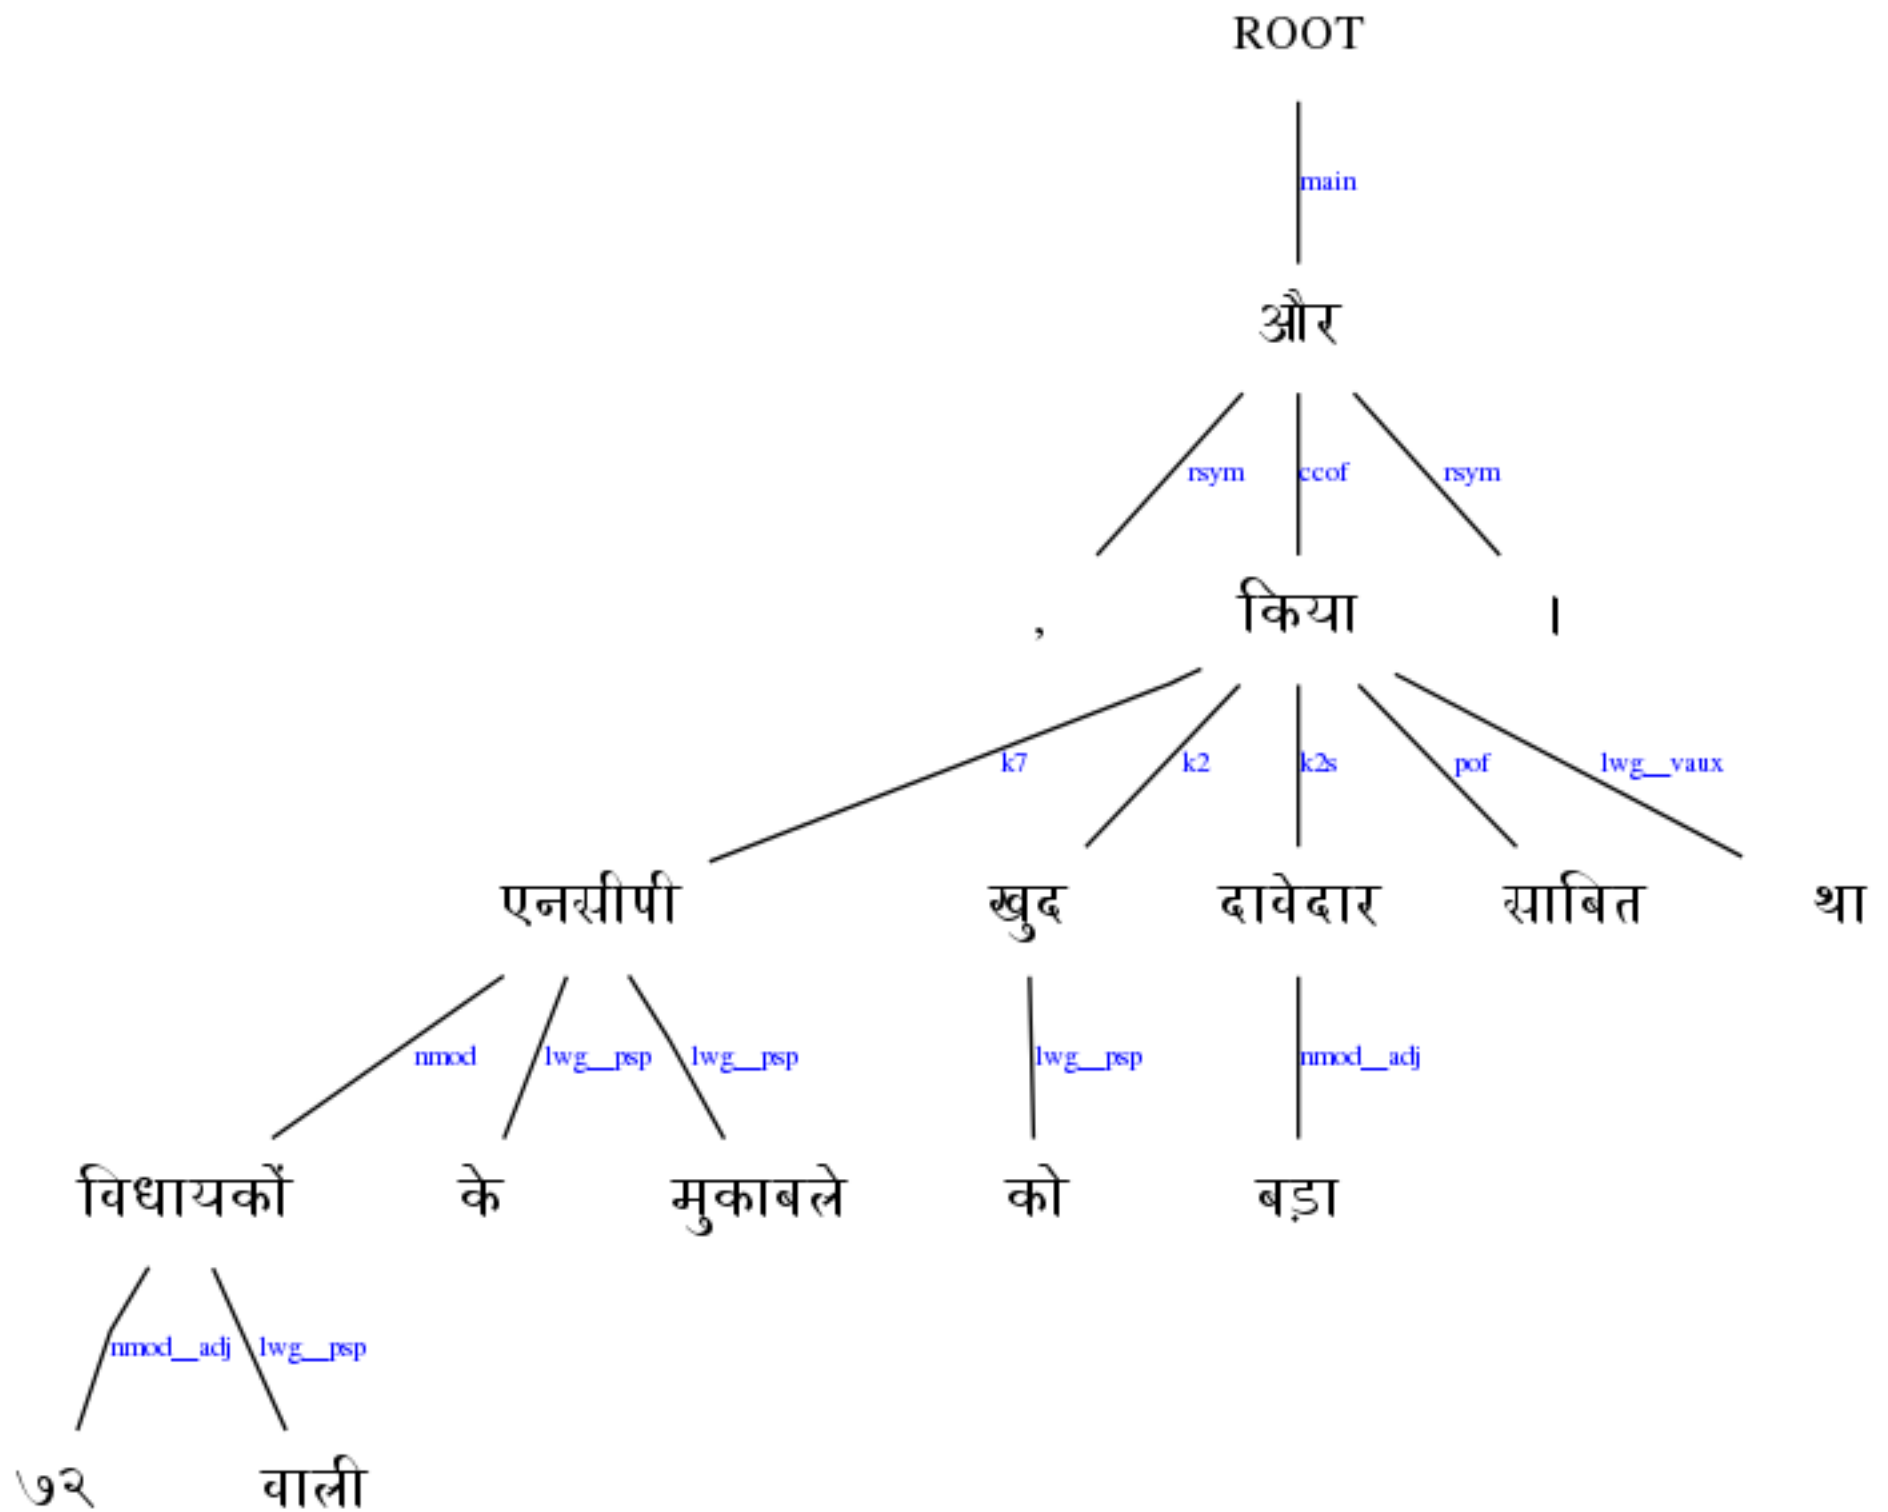 ROOT
main
और
rsym ccof rsym
, किया ।
k7 k2 k2s pof lwg__vaux
एनसीपी खुद दावेदार साबित था
nmod lwg__psp lwg__psp lwg__psp nmod__adj
विधायकों के मुकाबले को बड़ा
nmod__adj lwg__psp
७२ वाली